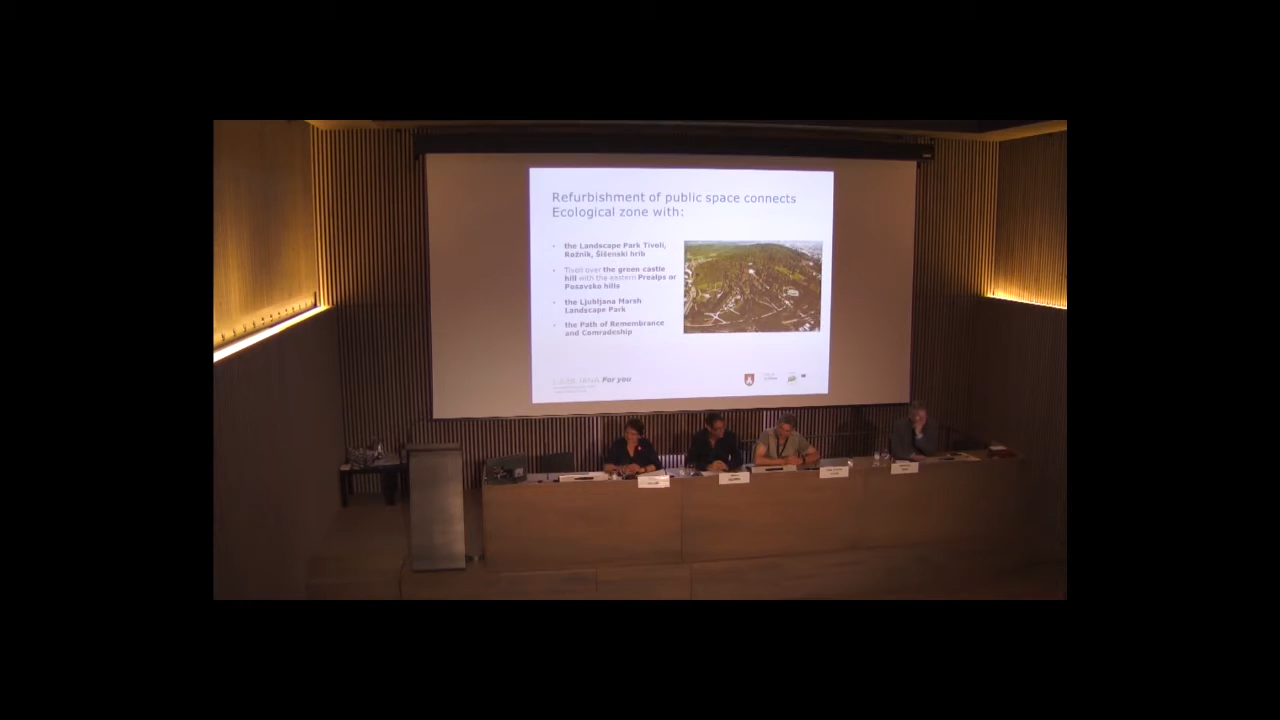 Refurbishment of public space connects
Ecological zone with:
• the Landscape Park Tivoli,
Rožnik, Šišenski hrib
• Tivoli over the green castle
hill with the eastern Prealps or
Posavsko hills
• the Ljubljana Marsh
Landscape Park
• the Path of Remembrance
and Comradeship
LJUBLJANA For you